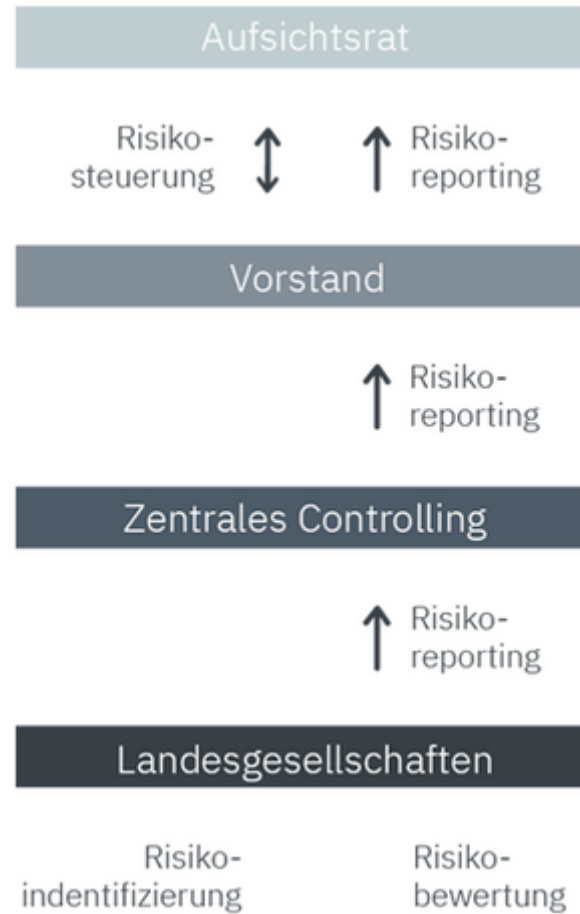 Aufsichtsrat
Risiko-
steuerung
Risiko-
reporting
Vorstand
Risiko-
reporting
Zentrales Controlling
Risiko-
reporting
Landesgesellschaften
Risiko-
indentifizierung
Risiko-
bewertung